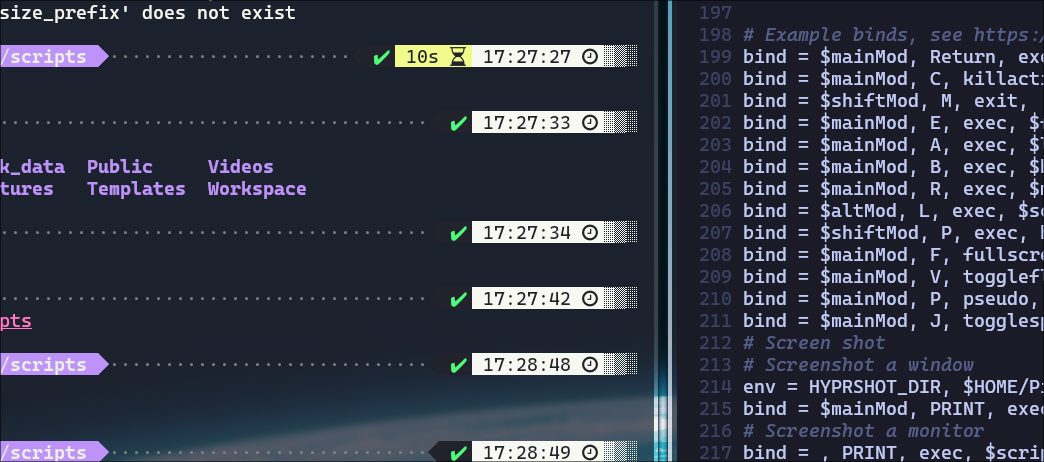 size_prefix' does not exist
/scripts 10s 17:27:27
17:27:33
k_data Public Videos
tures Templates Workspace
17:27:34
17:27:42
pts
/scripts 17:28:48
/scripts 17:28:49
197
198 # Example binds, see https:/
199 bind = $mainMod, Return, exe
200 bind = $mainMod, C, killacti
201 bind = $shiftMod, M, exit,
202 bind = $mainMod, E, exec, $f
203 bind = $mainMod, A, exec, $l
204 bind = $mainMod, B, exec, $b
205 bind = $mainMod, R, exec, $m
206 bind = $altMod, L, exec, $sc
207 bind = $shiftMod, P, exec, h
208 bind = $mainMod, F, fullscre
209 bind = $mainMod, V, togglefl
210 bind = $mainMod, P, pseudo,
211 bind = $mainMod, J, togglesp
212 # Screen shot
213 # Screenshot a window
214 env = HYPRSHOT_DIR, $HOME/Pi
215 bind = $mainMod, PRINT, exec
216 # Screenshot a monitor
217 bind = , PRINT, exec, $scrip